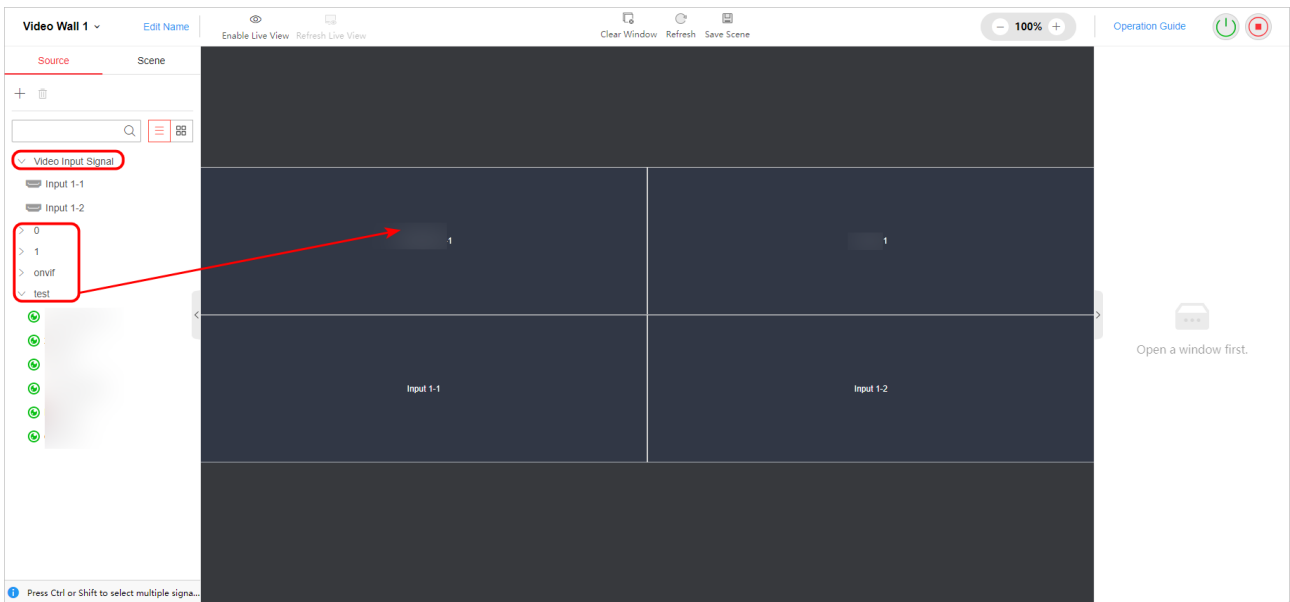 Video Wall 1
Edit Name
Enable Live View
Refresh Live View
Clear Window
Refresh
Save Scene
100%
Operation Guide
Source
Scene
Video Input Signal
Input 1-1
Input 1-2
0
1
onvif
test
1
1
Input 1-1
Input 1-2
Open a window first.
Press Ctrl or Shift to select multiple signa...